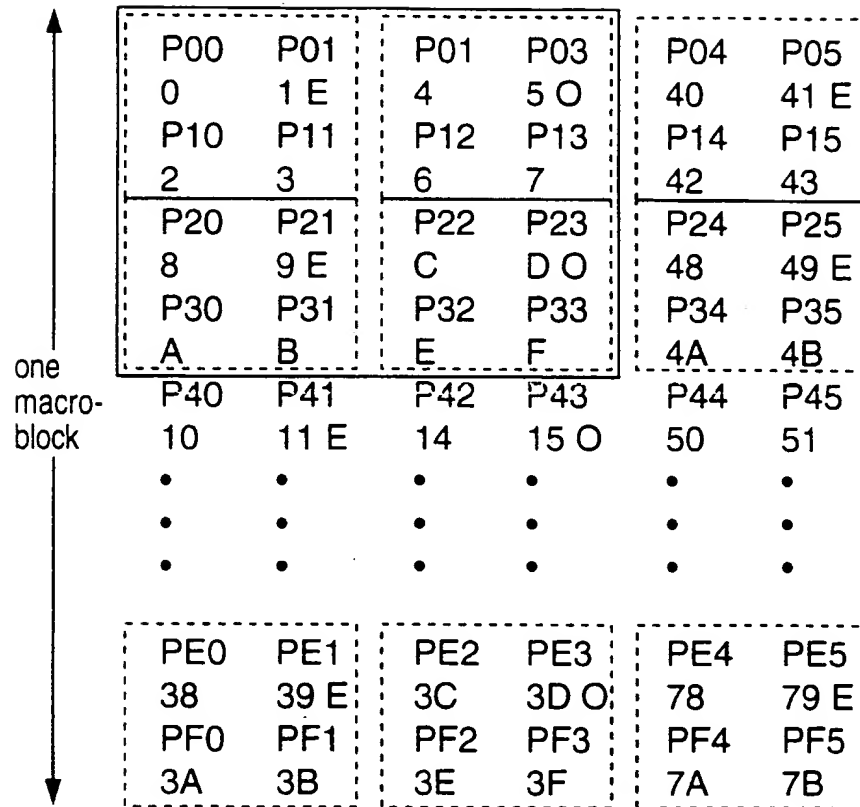 P00 P01 P01 P03 P04 P05
0 1 E 4 5 O 40 41 E
P10 P11 P12 P13 P14 P15
2 3 6 7 42 43
P20 P21 P22 P23 P24 P25
8 9 E C D O 48 49 E
P30 P31 P32 P33 P34 P35
A B E F 4A 4B
one
macro-
block
P40 P41 P42 P43 P44 P45
10 11 E 14 15 O 50 51
PE0 PE1 PE2 PE3 PE4 PE5
38 39 E 3C 3D O 78 79 E
PF0 PF1 PF2 PF3 PF4 PF5
3A 3B 3E 3F 7A 7B